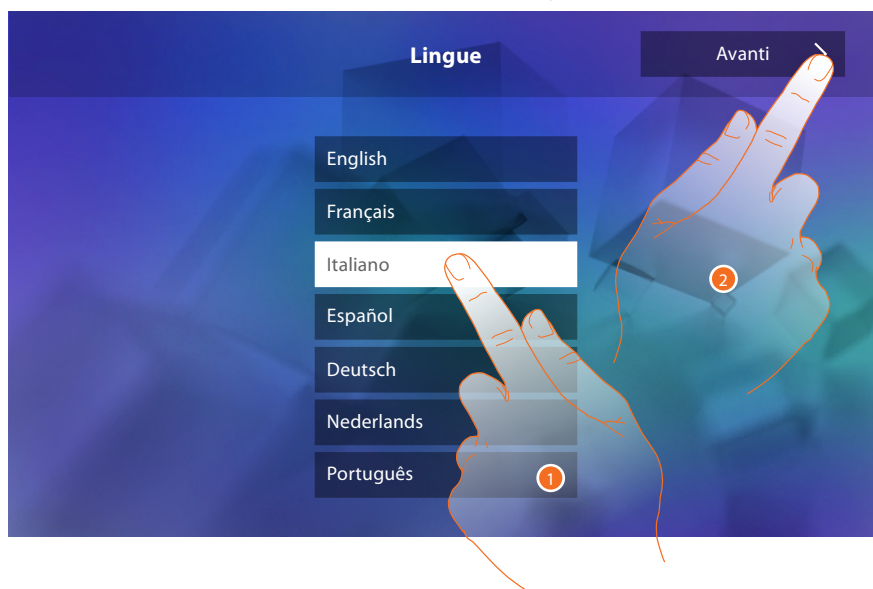 Lingue
Avanti
English
Français
Italiano
Español
Deutsch
Nederlands
Português
1
2